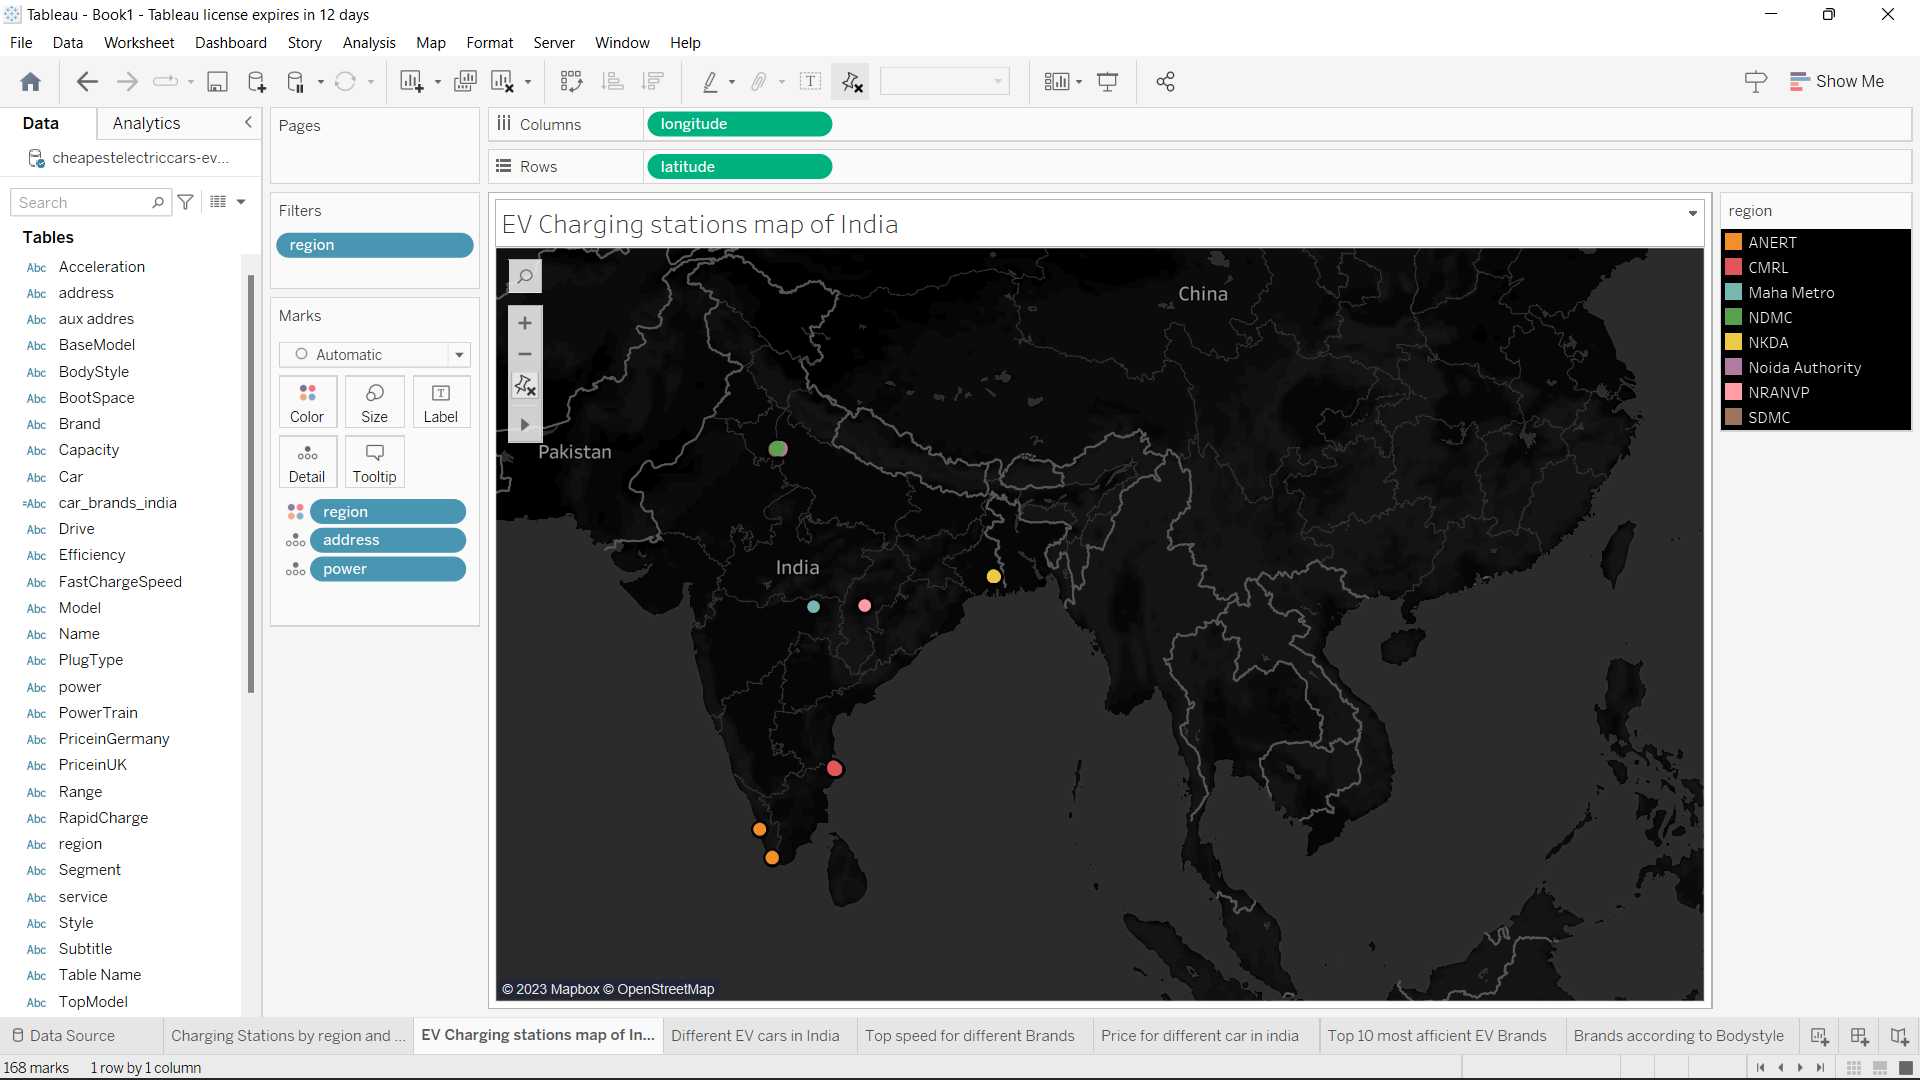 Tableau - Book1 - Tableau license expires in 12 days
File Data Worksheet Dashboard Story Analysis Map Format Server Window Help
Show Me
Data Analytics
cheapestelectriccars-ev...
Search
Tables
Abc Acceleration
Abc address
Abc aux addres
Abc BaseModel
Abc BodyStyle
Abc BootSpace
Abc Brand
Abc Capacity
Abc Car
=Abc car_brands_india
Abc Drive
Abc Efficiency
Abc FastChargeSpeed
Abc Model
Abc Name
Abc PlugType
Abc power
Abc PowerTrain
Abc PriceinGermany
Abc PriceinUK
Abc Range
Abc RapidCharge
Abc region
Abc Segment
Abc service
Abc Style
Abc Subtitle
Abc Table Name
Abc TopModel
Pages
Filters
region
Marks
Automatic
Color Size Label
Detail Tooltip
region
address
power
Columns longitude
Rows latitude
EV Charging stations map of India
China
Pakistan
India
© 2023 Mapbox © OpenStreetMap
region
ANERT
CMRL
Maha Metro
NDMC
NKDA
Noida Authority
NRANVP
SDMC
Data Source Charging Stations by region and ... EV Charging stations map of In... Different EV cars in India Top speed for different Brands Price for different car in india Top 10 most afficient EV Brands Brands according to Bodystyle
168 marks 1 row by 1 column